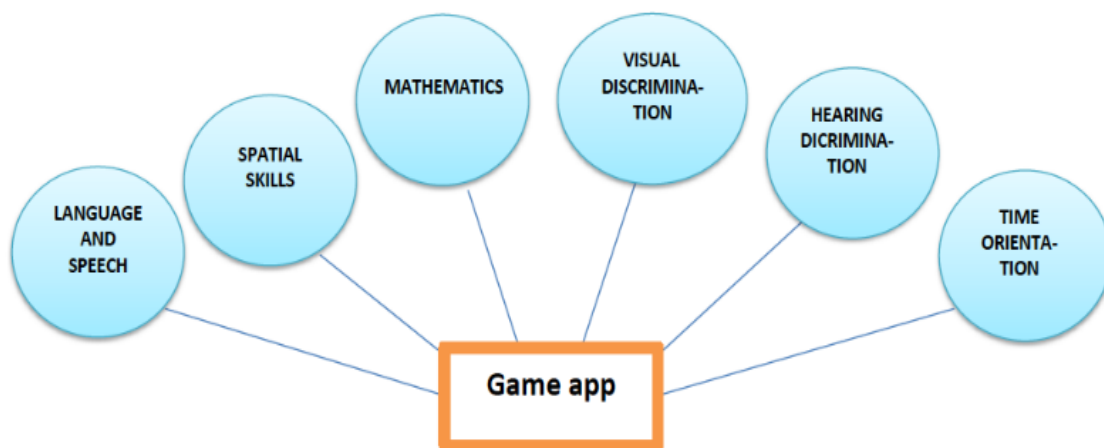 LANGUAGE
AND
SPEECH
SPATIAL
SKILLS
MATHEMATICS
VISUAL
DISCRIMINA-
TION
HEARING
DICRIMINA-
TION
TIME
ORIENTA-
TION
Game app